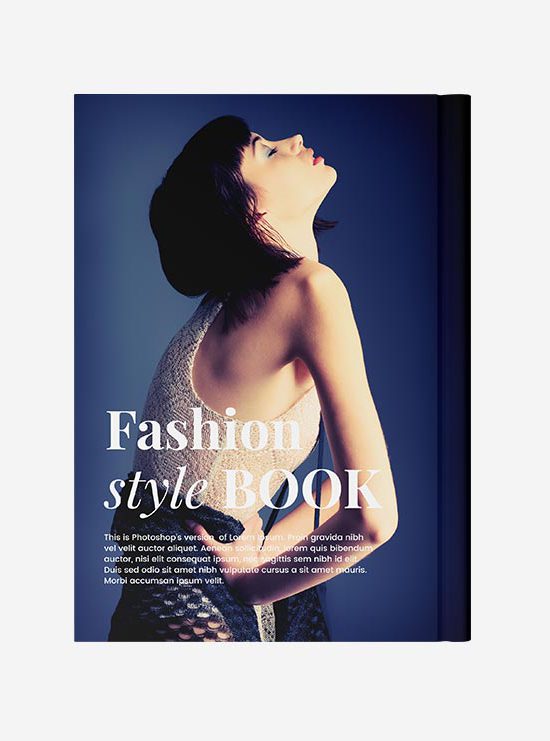 Fashion
style BOOK
This is Photoshop's version of Lorem Ipsum. Proin gravida nibh
vel velit auctor aliquet. Aenean sollicitudin, lorem quis bibendum
auctor, nisi elit consequat ipsum, nec sagittis sem nibh id elit.
Duis sed odio sit amet nibh vulputate cursus a sit amet mauris.
Morbi accumsan ipsum velit.